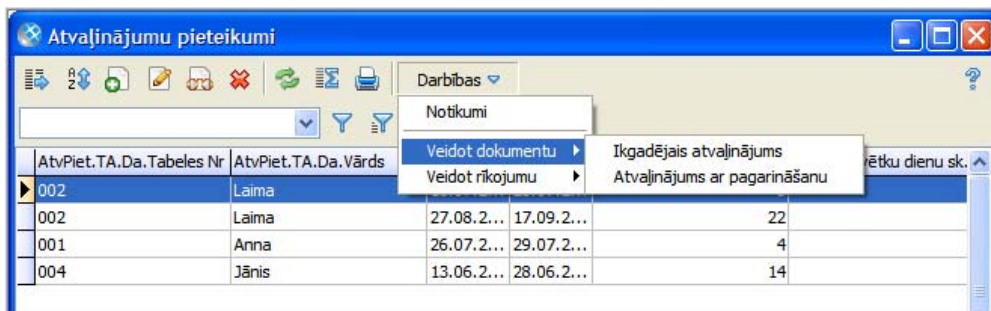 Atvaļinājumu pieteikumi
Darbības
Notikumi
Veidot dokumentu
Veidot rīkojumu
Ikgadējais atvaļinājums
Atvaļinājums ar pagarināšanu
AtvPiet.TA.Da.Tabeles Nr AtvPiet.TA.Da.Vārds dienu sk.
002 Laima
002 Laima 27.08.2... 17.09.2... 22
001 Anna 26.07.2... 29.07.2... 4
004 Jānis 13.06.2... 28.06.2... 14